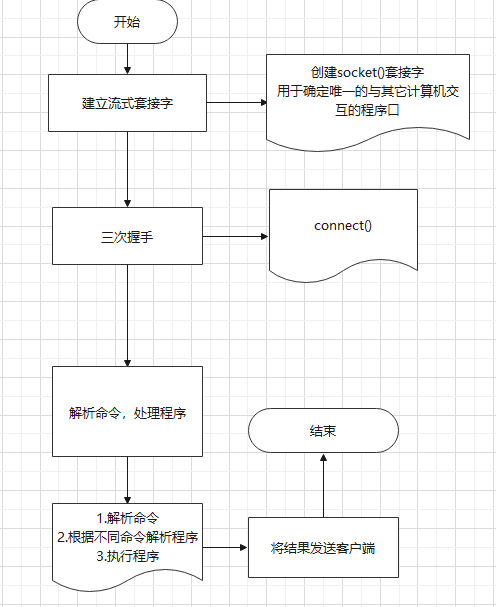 开始
建立流式套接字
创建socket()套接字
用于确定唯一的与其它计算机交
互的程序口
三次握手
connect()
解析命令，处理程序
1.解析命令
2.根据不同命令解析程序
3.执行程序
将结果发送客户端
结束